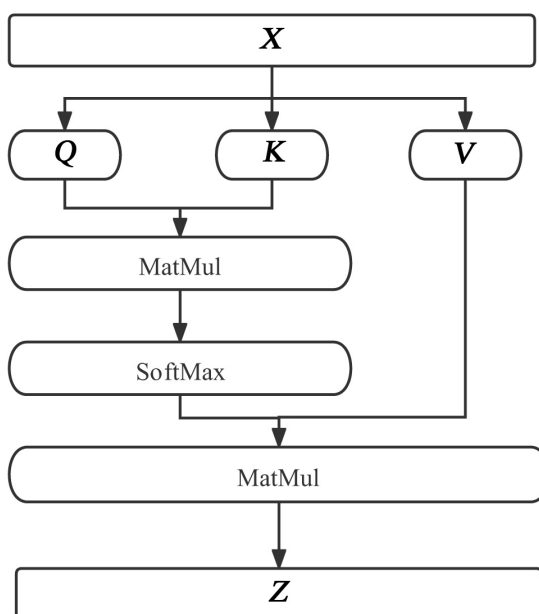 X
Q K V
MatMul
SoftMax
MatMul
Z